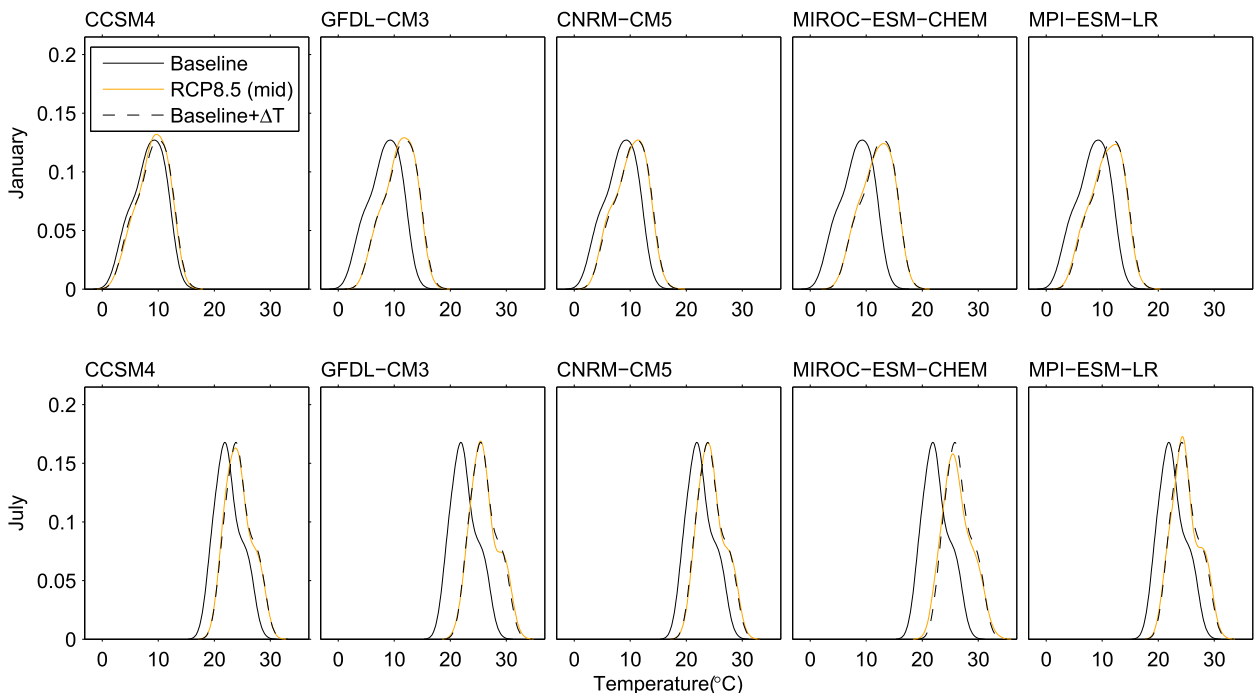 CCSM4 GFDL−CM3 CNRM−CM5 MIROC−ESM−CHEM MPI−ESM−LR
0.2
0.15
0.1
0.05
0
January
Baseline
RCP8.5 (mid)
Baseline+ΔT
0 10 20 30 0 10 20 30 0 10 20 30 0 10 20 30 0 10 20 30
CCSM4 GFDL−CM3 CNRM−CM5 MIROC−ESM−CHEM MPI−ESM−LR
0.2
0.15
0.1
0.05
0
July
0 10 20 30 0 10 20 30 0 10 20 30 0 10 20 30 0 10 20 30
Temperature(°C)